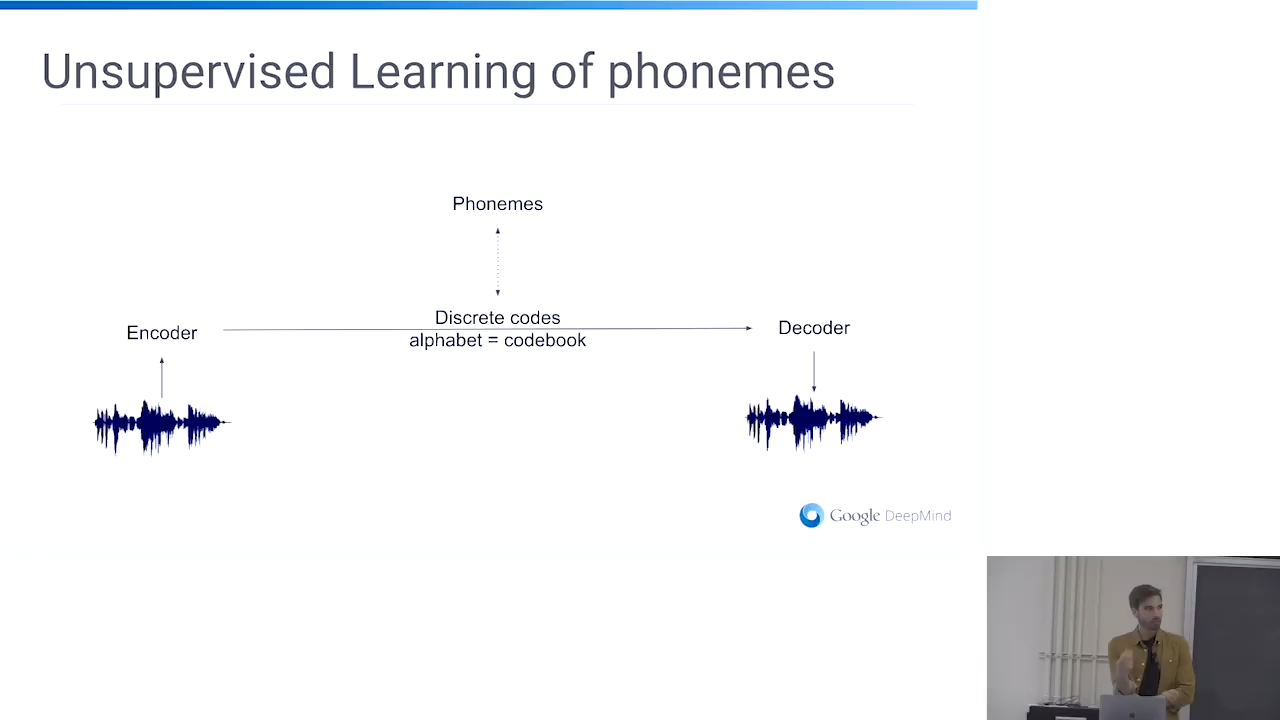 Unsupervised Learning of phonemes
Phonemes
Discrete codes
alphabet = codebook
Encoder
Decoder
Google DeepMind